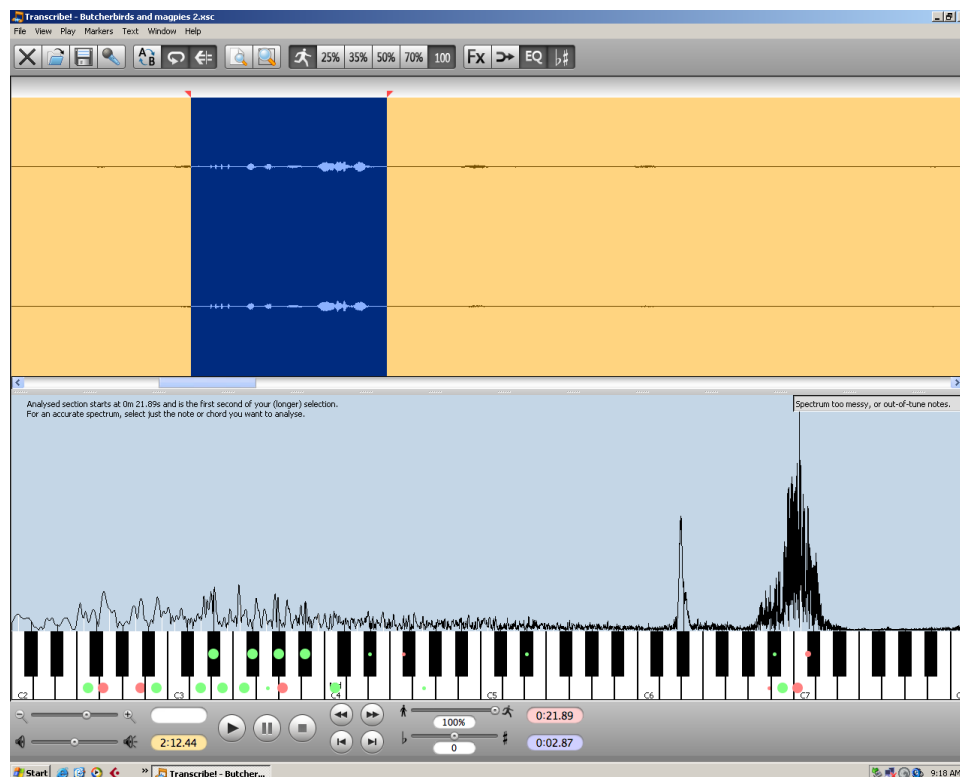 Transcribe! - Butcherbirds and magpies 2.xsc
File View Play Markers Text Window Help
A B 25% 35% 50% 70% 100 Fx EQ ♭♯
Analysed section starts at 0m 21.89s and is the first second of your (longer) selection.
For an accurate spectrum, select just the note or chord you want to analyse.
Spectrum too messy, or out-of-tune notes.
C2 C3 C4 C5 C6 C7
100% 0:21.89
2:12.44 ♭ 0 ♯ 0:02.87
Start » Transcribe! - Butcher... 9:18 AM